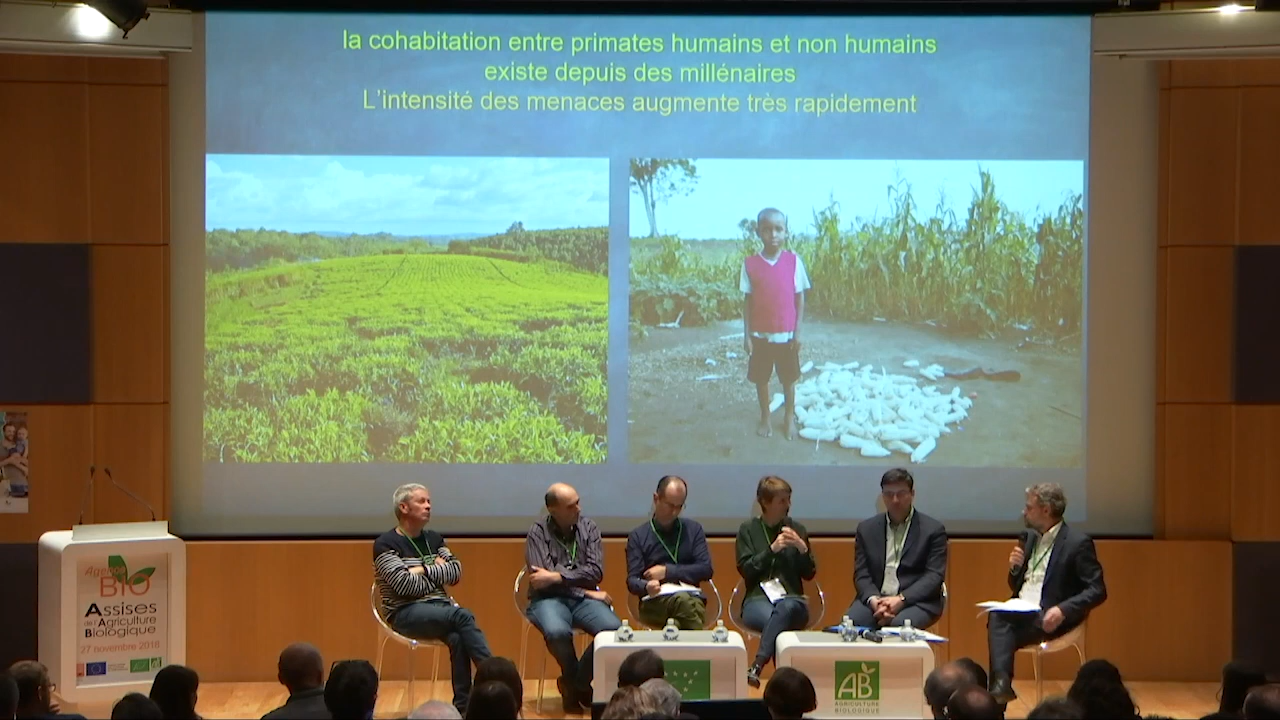 la cohabitation entre primates humains et non humains
existe depuis des millénaires
L'intensité des menaces augmente très rapidement
Agence
BIO
Assises
de l'Agriculture
Biologique
27 novembre 2018
AB
AGRICULTURE
BIOLOGIQUE